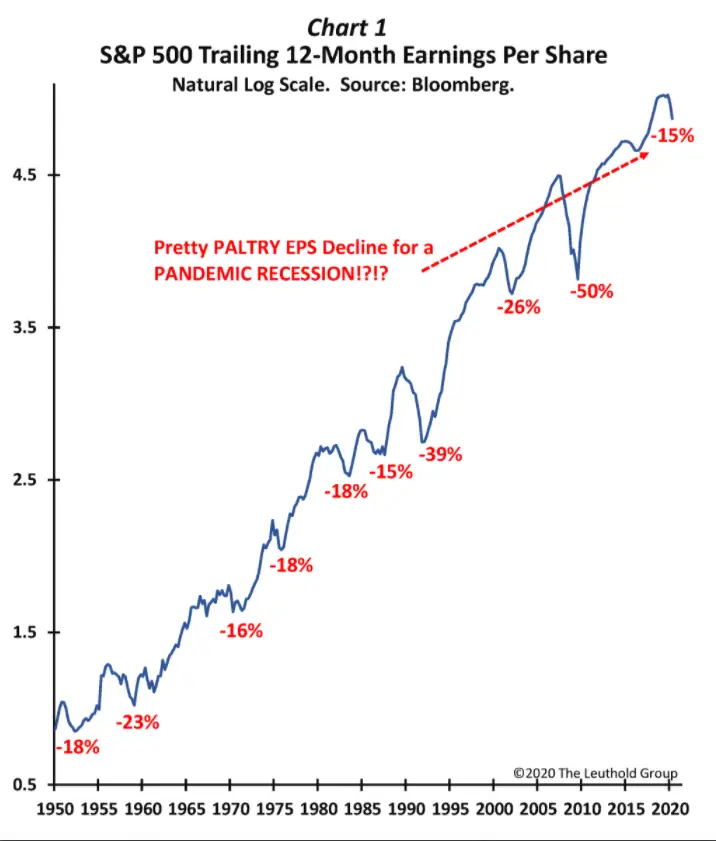 Chart 1
S&P 500 Trailing 12-Month Earnings Per Share
Natural Log Scale.  Source: Bloomberg.
4.5
3.5
2.5
1.5
0.5
Pretty PALTRY EPS Decline for a
PANDEMIC RECESSION!?!?
-18%
-23%
-16%
-18%
-18%
-15%
-39%
-26%
-50%
-15%
©2020 The Leuthold Group
1950 1955 1960 1965 1970 1975 1980 1985 1990 1995 2000 2005 2010 2015 2020